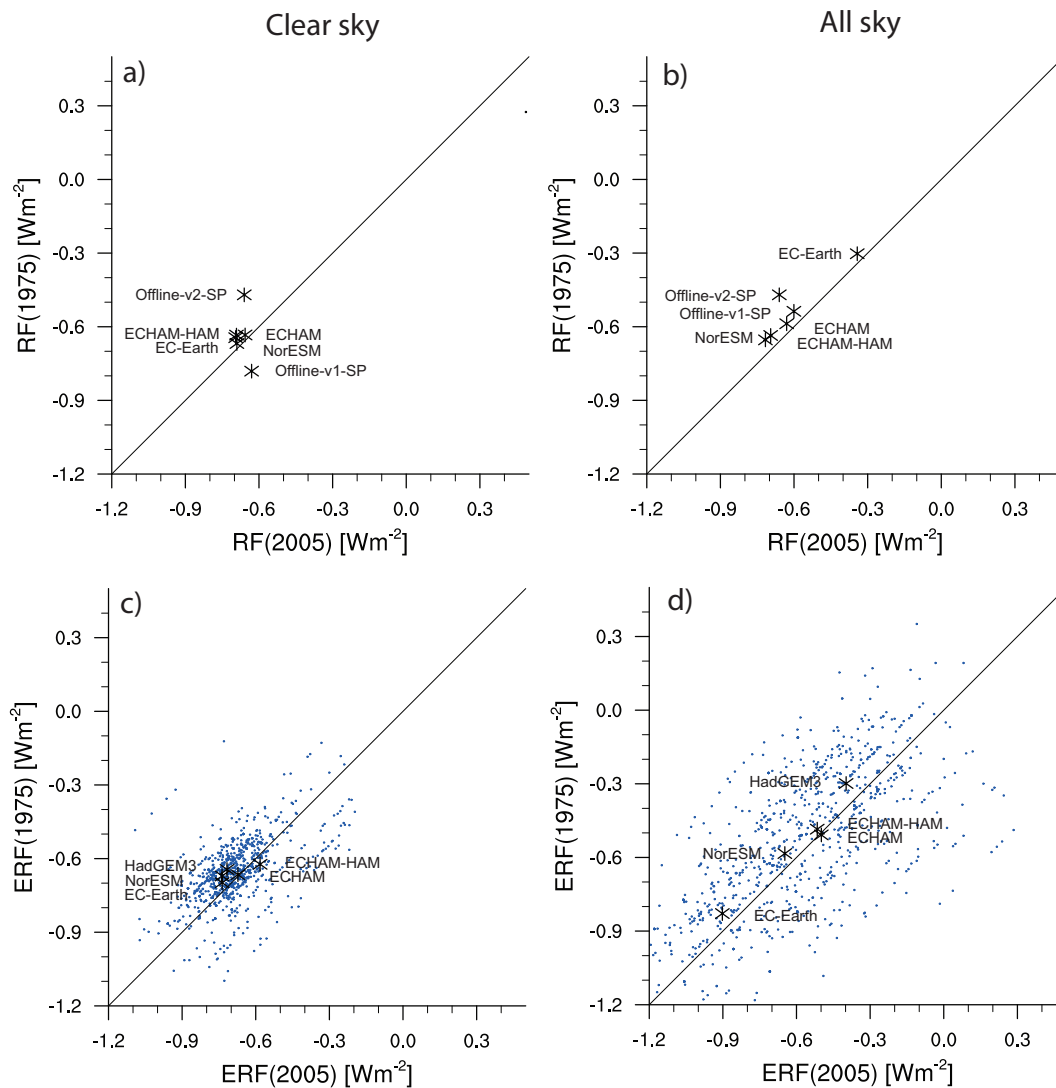 Clear sky
All sky
a)
0.3
0.0
-0.3
-0.6
-0.9
-1.2
RF(1975) [Wm-2]
Offline-v2-SP
ECHAM-HAM
EC-Earth
ECHAM
NorESM
Offline-v1-SP
-1.2 -0.9 -0.6 -0.3 0.0 0.3
RF(2005) [Wm-2]
b)
0.3
0.0
-0.3
-0.6
-0.9
-1.2
RF(1975) [Wm-2]
EC-Earth
Offline-v2-SP
Offline-v1-SP
NorESM
ECHAM
ECHAM-HAM
-1.2 -0.9 -0.6 -0.3 0.0 0.3
RF(2005) [Wm-2]
c)
0.3
0.0
-0.3
-0.6
-0.9
-1.2
ERF(1975) [Wm-2]
HadGEM3
NorESM
EC-Earth
ECHAM-HAM
ECHAM
-1.2 -0.9 -0.6 -0.3 0.0 0.3
ERF(2005) [Wm-2]
d)
0.3
0.0
-0.3
-0.6
-0.9
-1.2
ERF(1975) [Wm-2]
HadGEM3
ECHAM-HAM
ECHAM
NorESM
EC-Earth
-1.2 -0.9 -0.6 -0.3 0.0 0.3
ERF(2005) [Wm-2]